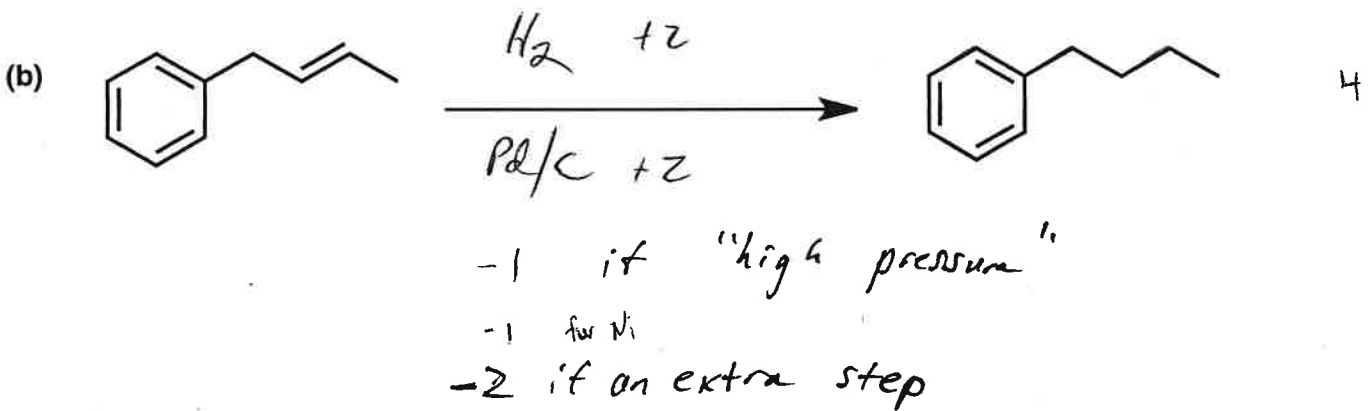 (b)
H₂ +2
4
Pd/C +2
-1 if "high pressure"
-1 for Ni
-2 if an extra step